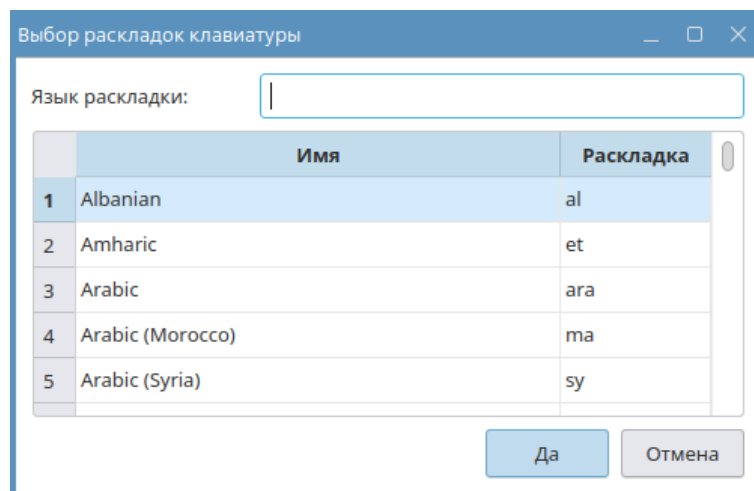 Выбор раскладок клавиатуры
Язык раскладки:
Имя Раскладка
1 Albanian al
2 Amharic et
3 Arabic ara
4 Arabic (Morocco) ma
5 Arabic (Syria) sy
Да Отмена